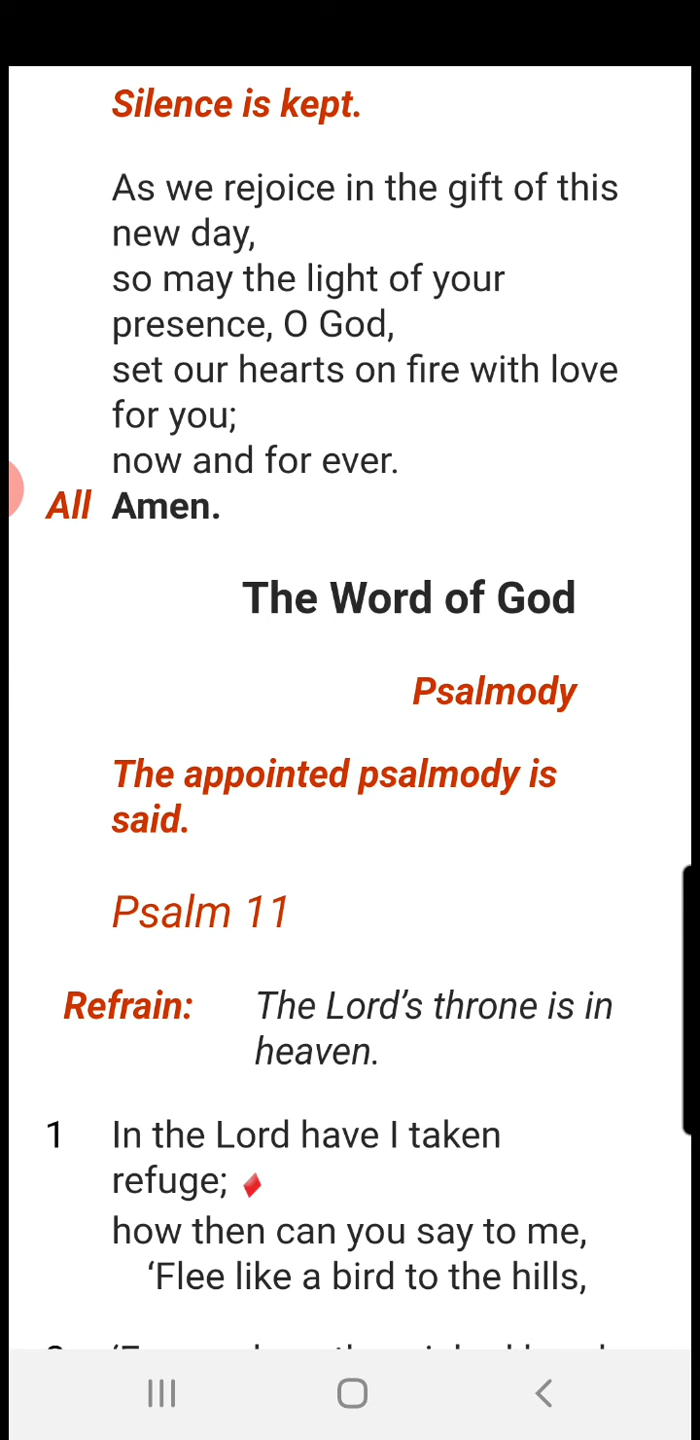 Silence is kept.
As we rejoice in the gift of this
new day,
so may the light of your
presence, O God,
set our hearts on fire with love
for you;
now and for ever.
All Amen.
The Word of God
Psalmody
The appointed psalmody is
said.
Psalm 11
Refrain: The Lord’s throne is in
heaven.
1 In the Lord have I taken
refuge; ♦
how then can you say to me,
‘Flee like a bird to the hills,